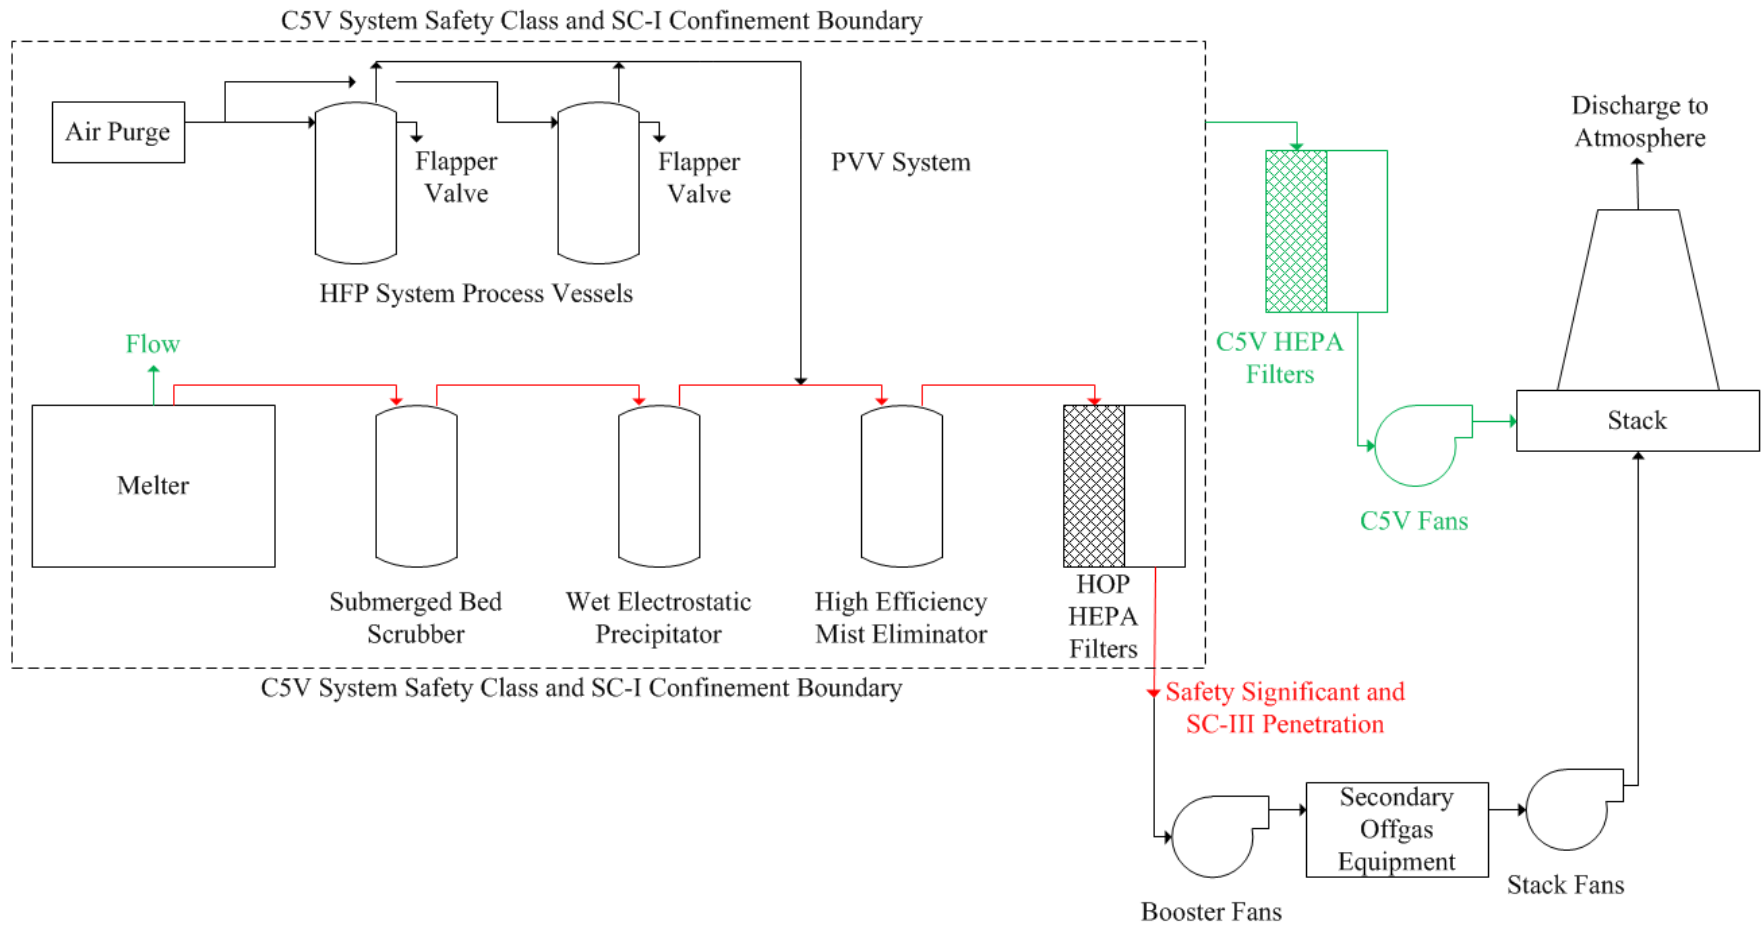 C5V System Safety Class and SC-I Confinement Boundary
Air Purge
Flapper
Valve
Flapper
Valve
PVV System
Discharge to
Atmosphere
HFP System Process Vessels
Flow
C5V HEPA
Filters
Melter
Stack
C5V Fans
Submerged Bed
Scrubber
Wet Electrostatic
Precipitator
High Efficiency
Mist Eliminator
HOP
HEPA
Filters
C5V System Safety Class and SC-I Confinement Boundary
Safety Significant and
SC-III Penetration
Secondary
Offgas
Equipment
Stack Fans
Booster Fans